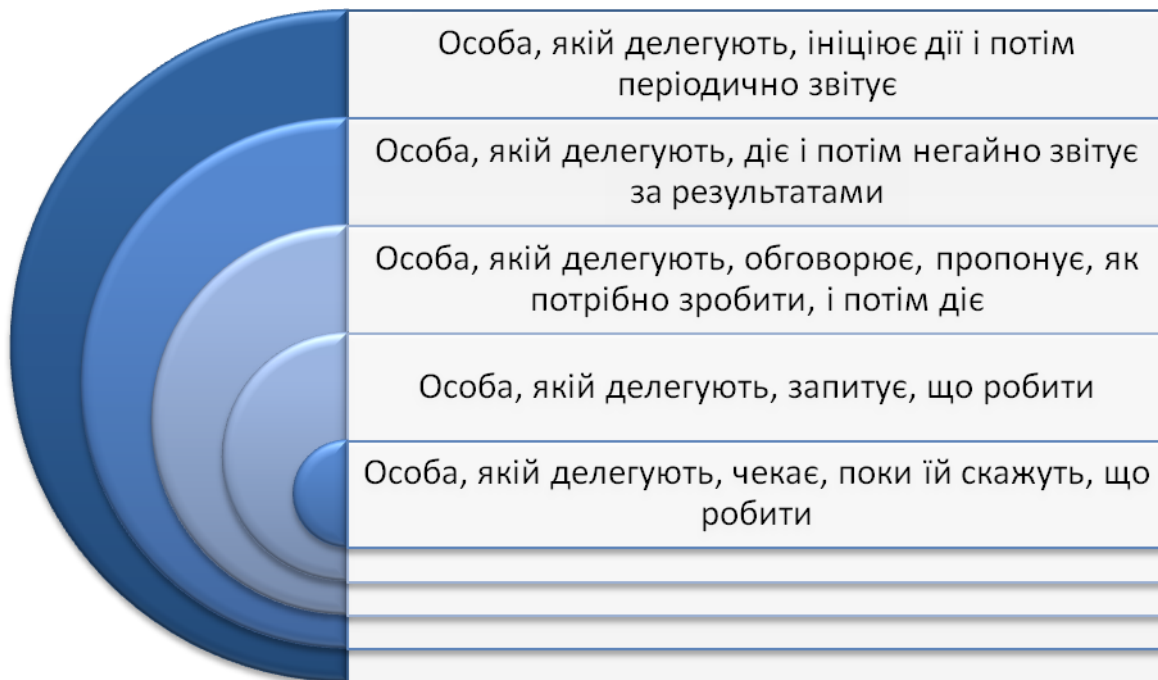 Особа, якій делегують, ініціює дії і потім
періодично звітує
Особа, якій делегують, діє і потім негайно звітує
за результатами
Особа, якій делегують, обговорює, пропонує, як
потрібно зробити, і потім діє
Особа, якій делегують, запитує, що робити
Особа, якій делегують, чекає, поки їй скажуть, що
робити